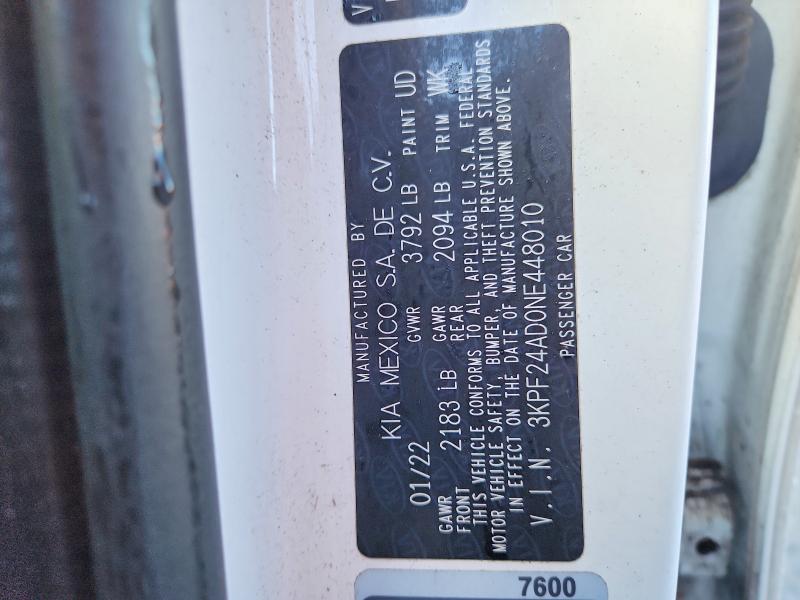 MANUFACTURED BY
KIA MEXICO S.A. DE C.V.
01/22 GVWR 3792 LB PAINT UD
GAWR FRONT 2183 LB GAWR REAR 2094 LB TRIM WK
THIS VEHICLE CONFORMS TO ALL APPLICABLE U.S.A. FEDERAL
MOTOR VEHICLE SAFETY, BUMPER, AND THEFT PREVENTION STANDARDS
IN EFFECT ON THE DATE OF MANUFACTURE SHOWN ABOVE.
V.I.N. 3KPF24AD0NE448010
PASSENGER CAR
7600